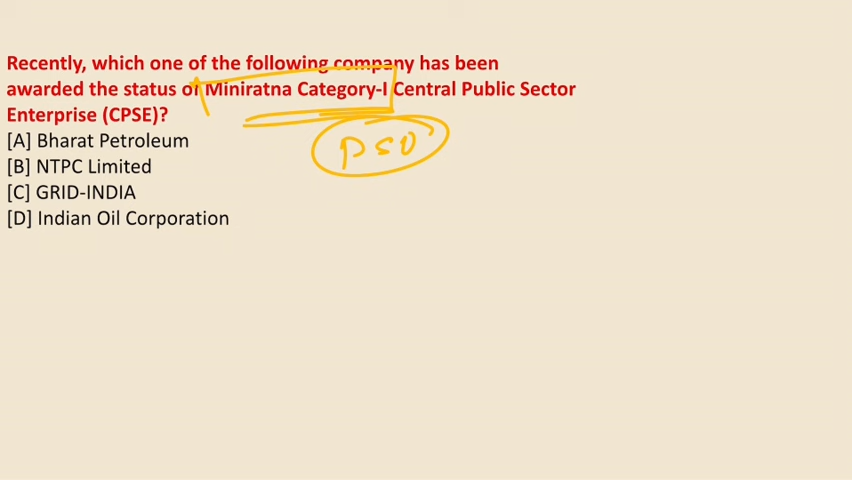 Recently, which one of the following company has been
awarded the status of Miniratna Category-I Central Public Sector
Enterprise (CPSE)?
[A] Bharat Petroleum
PSU
[B] NTPC Limited
[C] GRID-INDIA
[D] Indian Oil Corporation